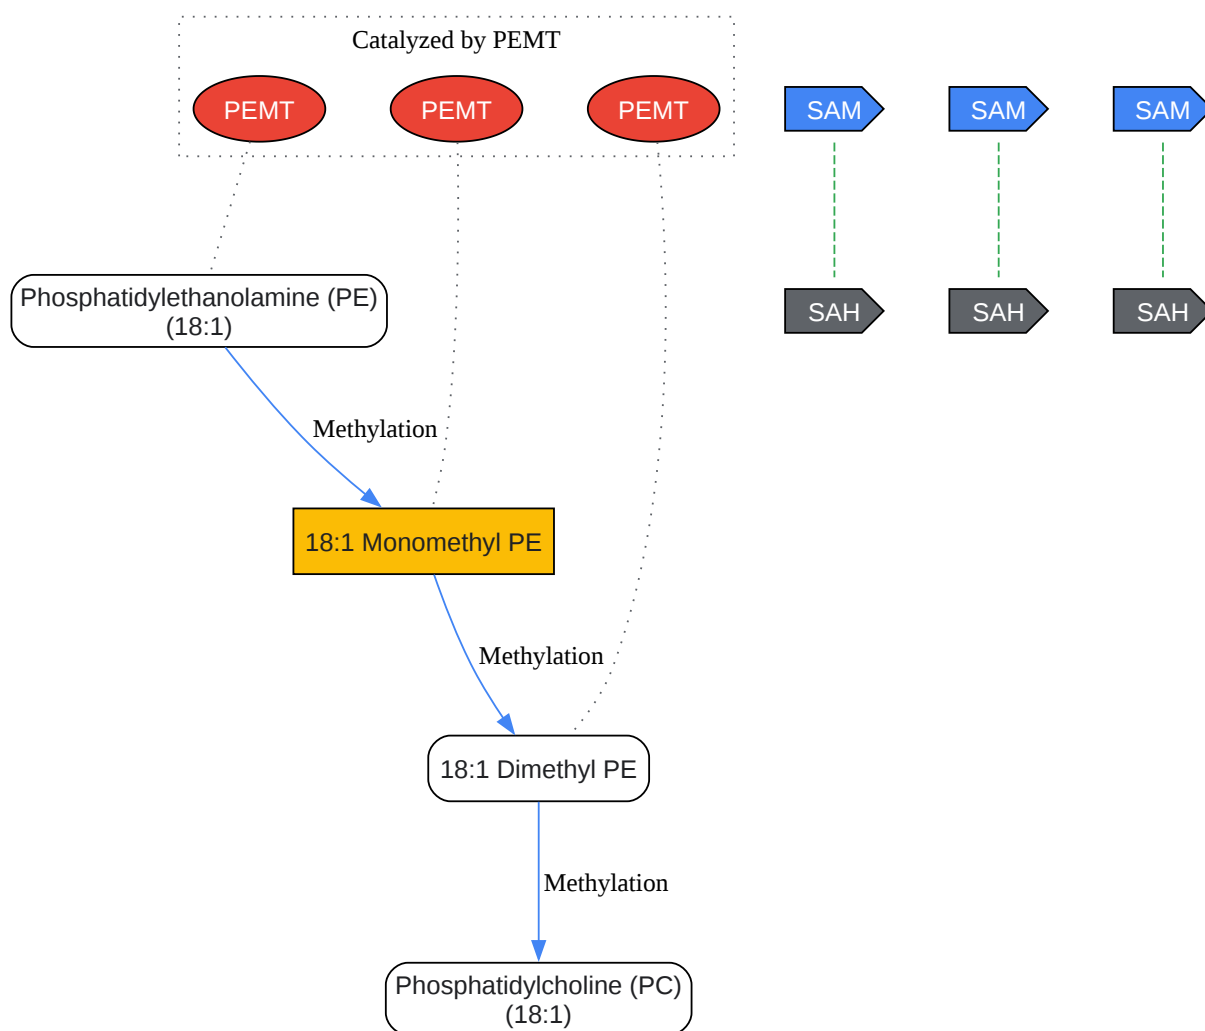 Catalyzed by PEMT
PEMT
PEMT
PEMT
SAM
SAM
SAM
Phosphatidylethanolamine (PE)
(18:1)
SAH
SAH
SAH
Methylation
18:1 Monomethyl PE
Methylation
18:1 Dimethyl PE
Methylation
Phosphatidylcholine (PC)
(18:1)